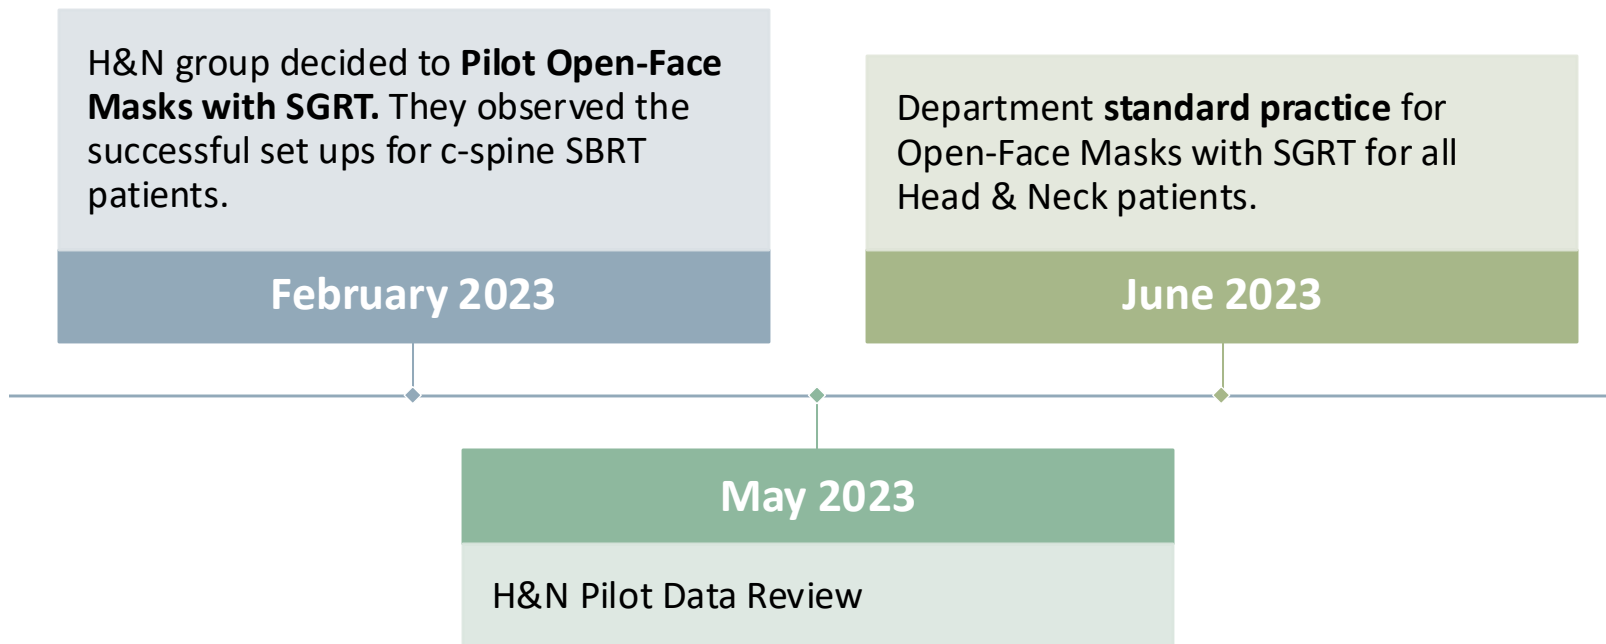 H&N group decided to Pilot Open-Face
Masks with SGRT. They observed the
successful set ups for c-spine SBRT
patients.
February 2023
May 2023
H&N Pilot Data Review
Department standard practice for
Open-Face Masks with SGRT for all
Head & Neck patients.
June 2023